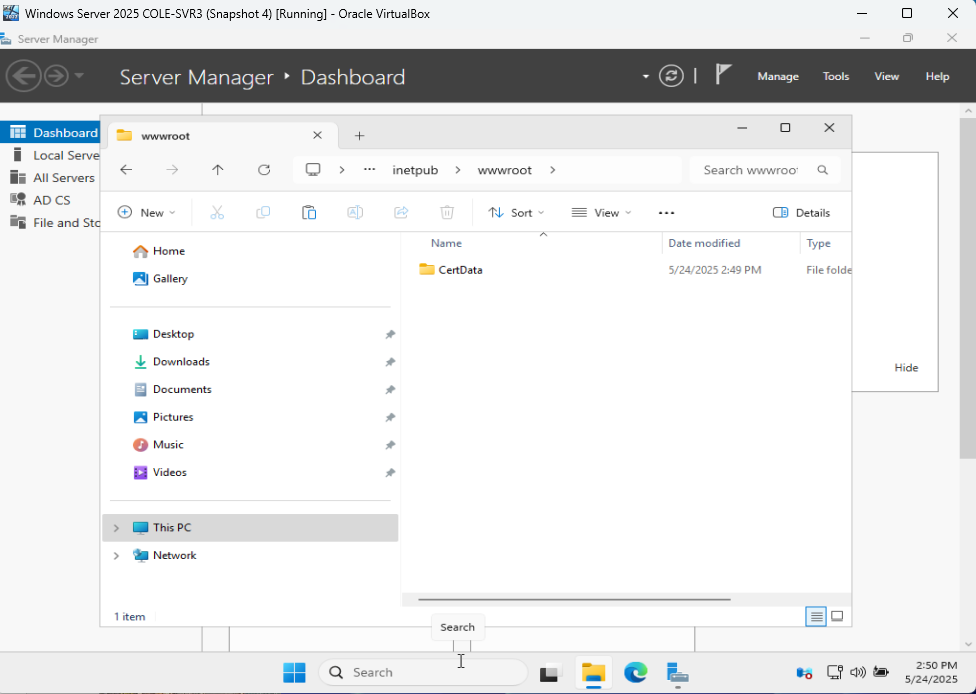 Windows Server 2025 COLE-SVR3 (Snapshot 4) [Running] - Oracle VirtualBox
Server Manager
Server Manager ‣ Dashboard
Manage Tools View Help
Dashboard
Local Serve
All Servers
AD CS
File and Sto
wwwroot
inetpub > wwwroot >
Search wwwroot
New
Sort
View
Details
Home
Gallery
Desktop
Downloads
Documents
Pictures
Music
Videos
This PC
Network
Name Date modified Type
CertData 5/24/2025 2:49 PM File folde
Hide
1 item
Search
Search
2:50 PM
5/24/2025